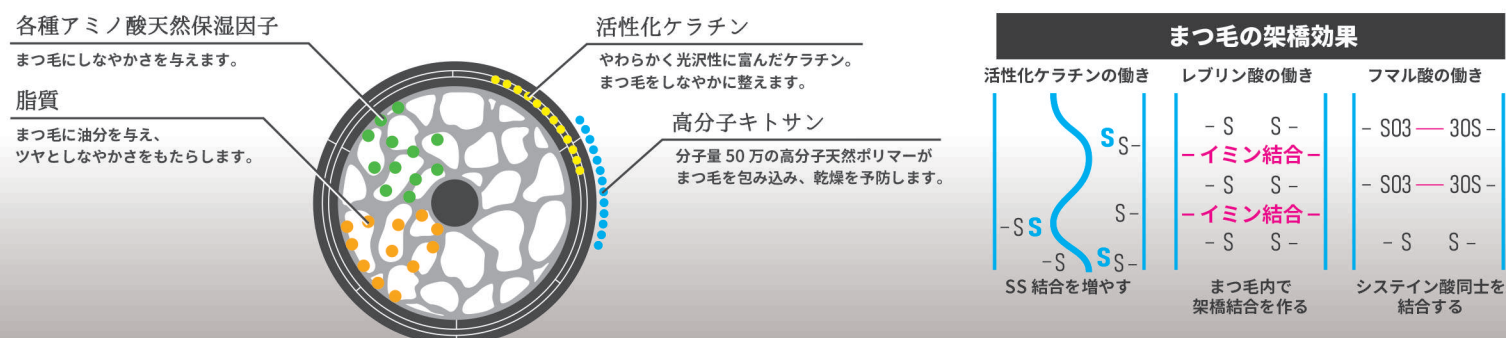 各種アミノ酸天然保湿因子
まつ毛にしなやかさを与えます。
脂質
まつ毛に油分を与え、
ツヤとしなやかさをもたらします。
活性化ケラチン
やわらかく光沢性に富んだケラチン。
まつ毛をしなやかに整えます。
高分子キトサン
分子量 50 万の高分子天然ポリマーが
まつ毛を包み込み、乾燥を予防します。
まつ毛の架橋効果
活性化ケラチンの働き
S S–
S–
–S S
–S S S–
SS 結合を増やす
レブリン酸の働き
– S S –
–イミン結合–
– S S –
–イミン結合–
– S S –
まつ毛内で
架橋結合を作る
フマル酸の働き
– SO3 — 3OS –
– SO3 — 3OS –
– S S –
システイン酸同士を
結合する